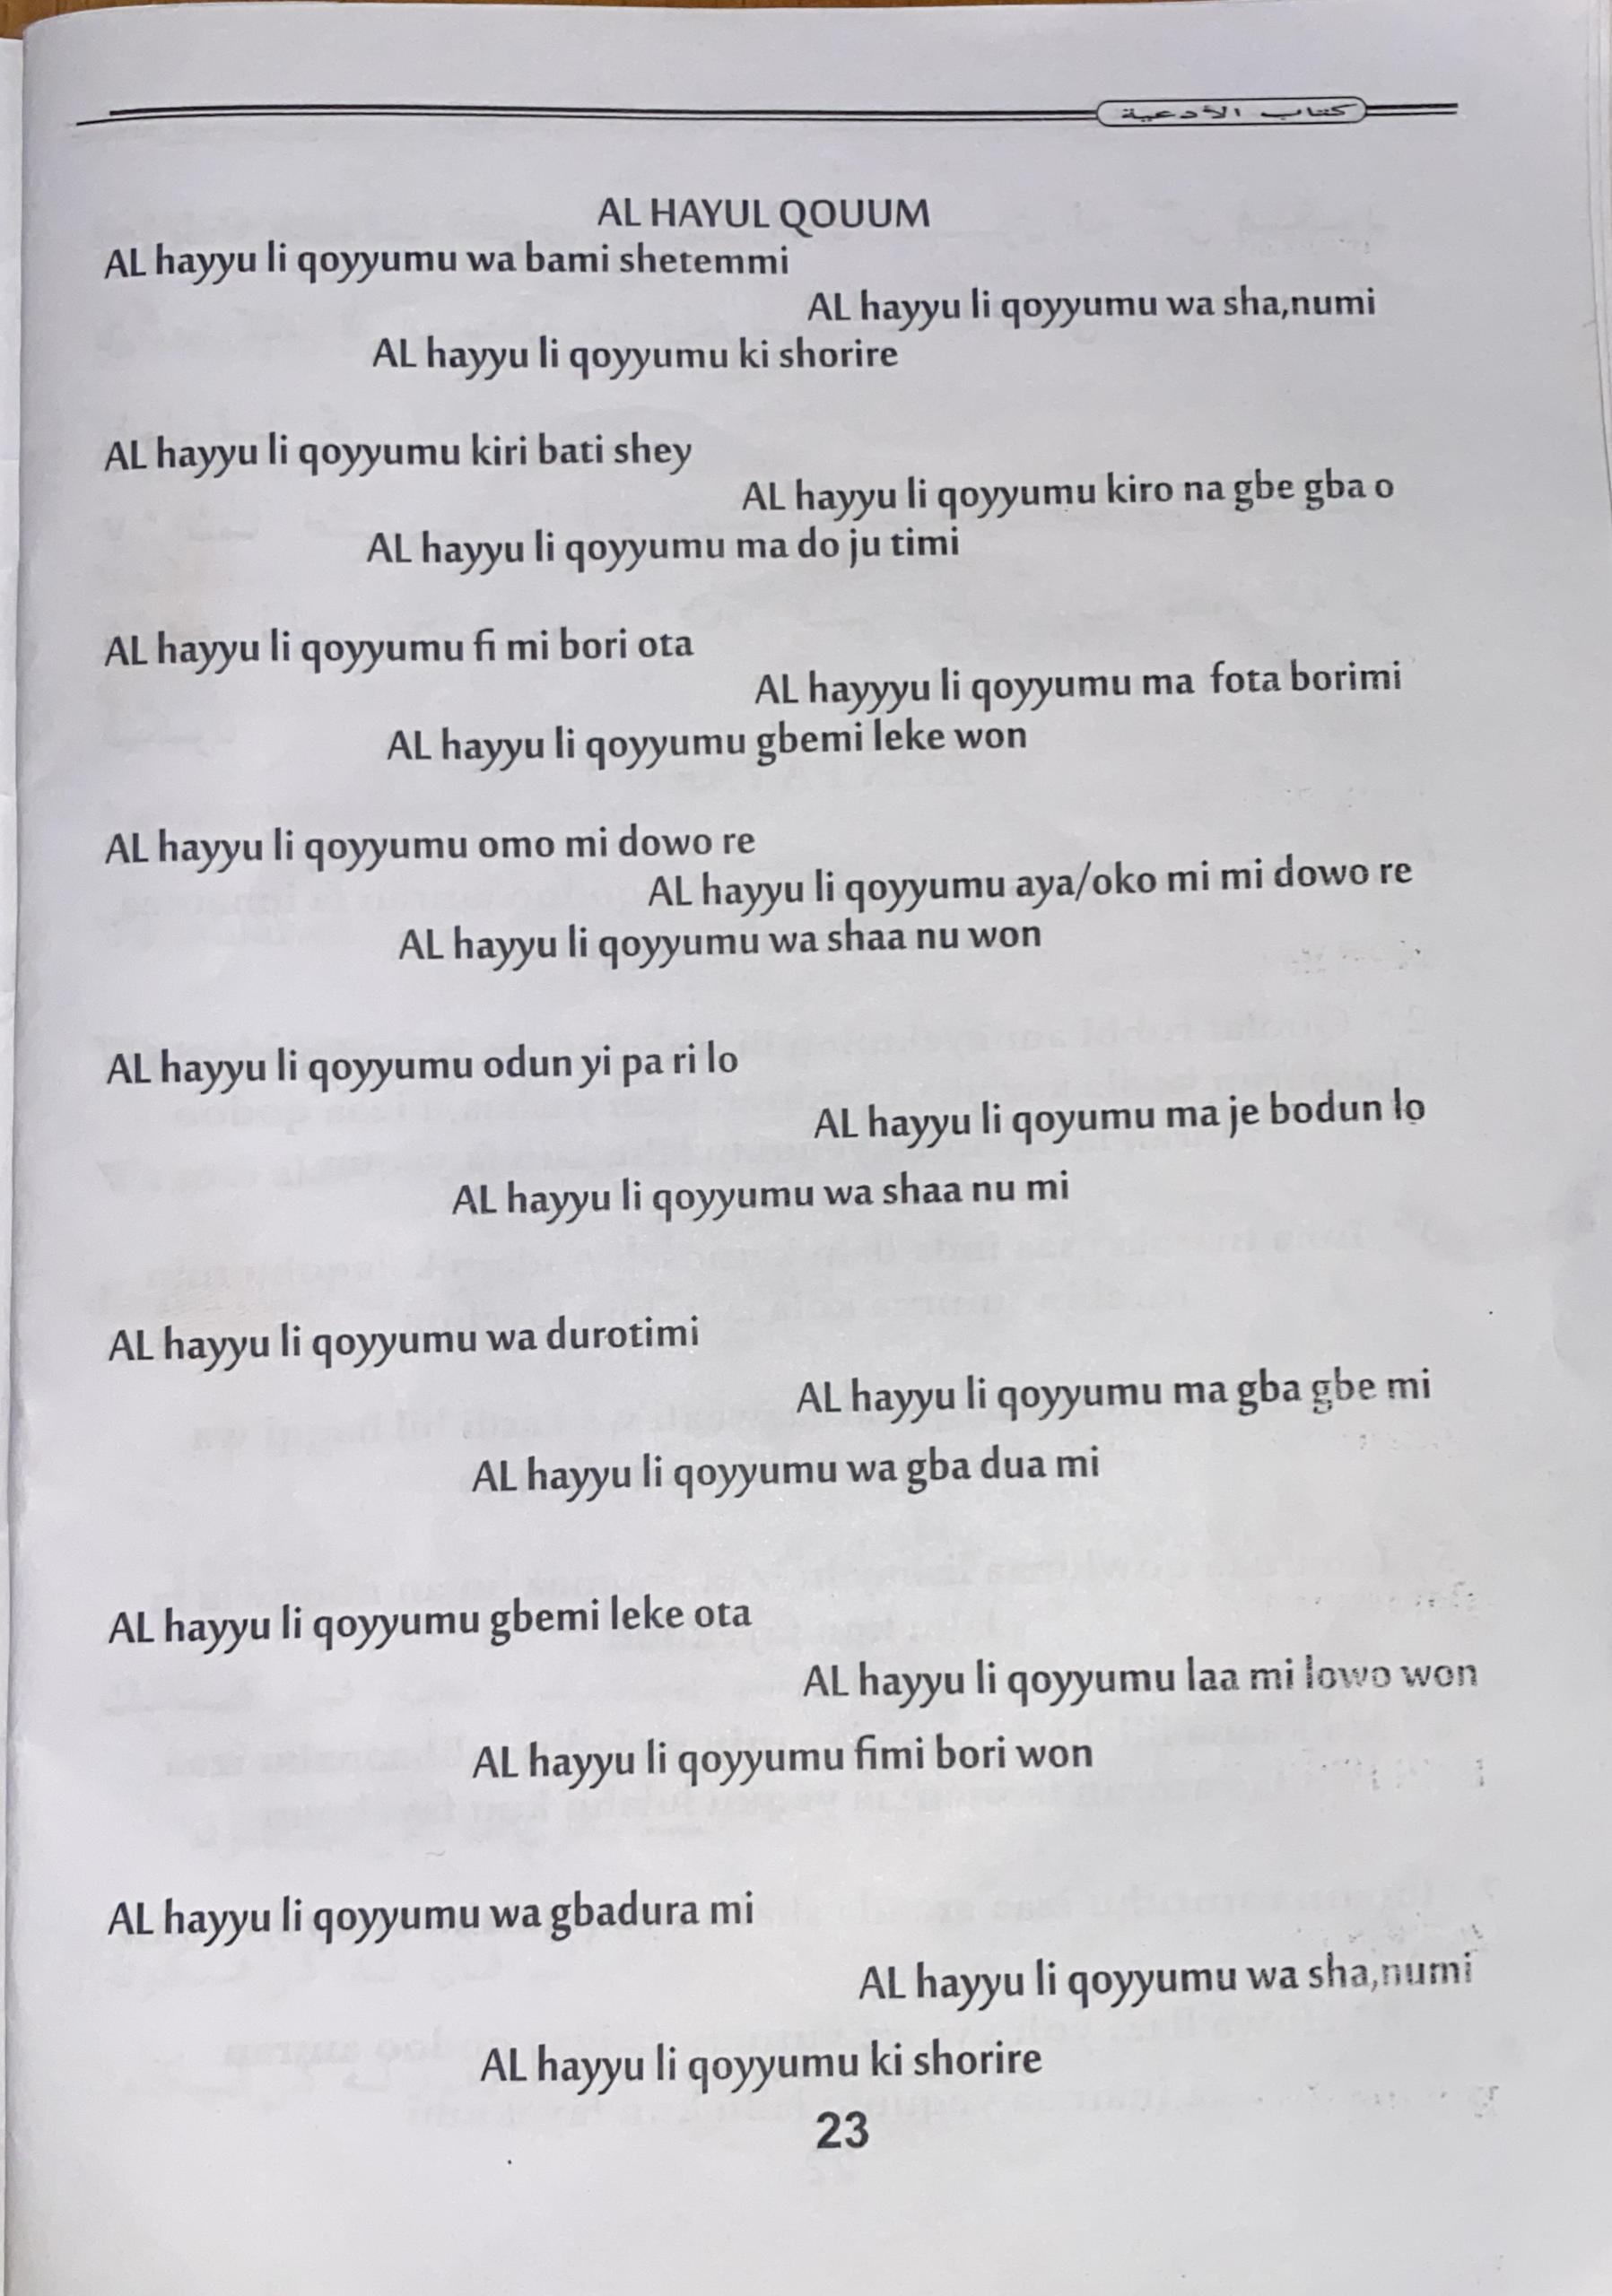 كتاب الأدعية
AL HAYUL QOUUM
AL hayyu li qoyyumu wa bami shetemmi
AL hayyu li qoyyumu wa sha,numi
AL hayyu li qoyyumu ki shorire
AL hayyu li qoyyumu kiri bati shey
AL hayyu li qoyyumu kiro na gbe gba o
AL hayyu li qoyyumu ma do ju timi
AL hayyu li qoyyumu fi mi bori ota
AL hayyyu li qoyyumu ma fota borimi
AL hayyu li qoyyumu gbemi leke won
AL hayyu li qoyyumu omo mi dowo re
AL hayyu li qoyyumu aya/oko mi mi dowo re
AL hayyu li qoyyumu wa shaa nu won
AL hayyu li qoyyumu odun yi pa ri lo
AL hayyu li qoyumu ma je bodun lo
AL hayyu li qoyyumu wa shaa nu mi
AL hayyu li qoyyumu wa durotimi
AL hayyu li qoyyumu ma gba gbe mi
AL hayyu li qoyyumu wa gba dua mi
AL hayyu li qoyyumu gbemi leke ota
AL hayyu li qoyyumu laa mi lowo won
AL hayyu li qoyyumu fimi bori won
AL hayyu li qoyyumu wa gbadura mi
AL hayyu li qoyyumu wa sha,numi
AL hayyu li qoyyumu ki shorire
23